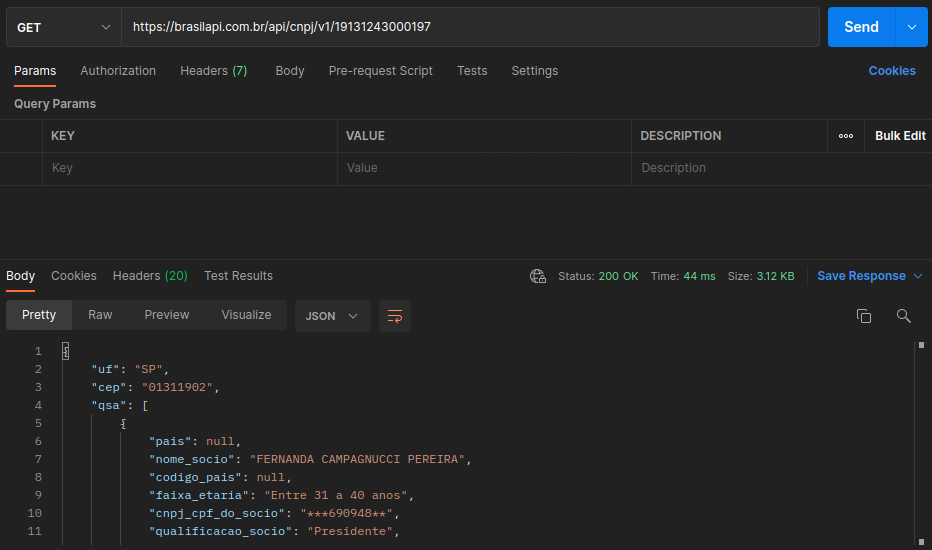 GET https://brasilapi.com.br/api/cnpj/v1/19131243000197 Send
Params Authorization Headers (7) Body Pre-request Script Tests Settings Cookies
Query Params
KEY VALUE DESCRIPTION ooo Bulk Edit
Key Value Description
Body Cookies Headers (20) Test Results Status: 200 OK Time: 44 ms Size: 3.12 KB Save Response
Pretty Raw Preview Visualize JSON
1 {
2 "uf": "SP",
3 "cep": "01311902",
4 "qsa": [
5 {
6 "pais": null,
7 "nome_socio": "FERNANDA CAMPAGNUCCI PEREIRA",
8 "codigo_pais": null,
9 "faixa_etaria": "Entre 31 a 40 anos",
10 "cnpj_cpf_do_socio": "***690948**",
11 "qualificacao_socio": "Presidente",